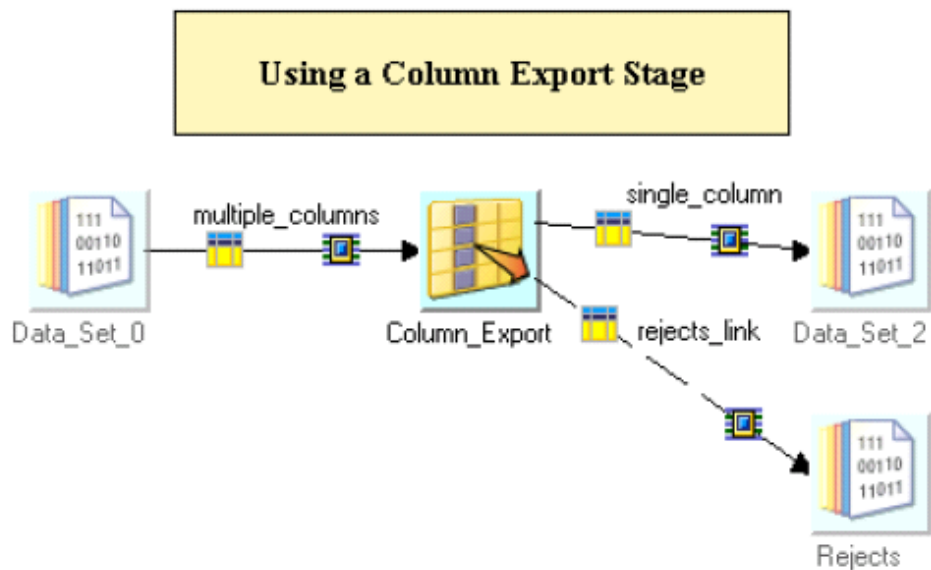 Using a Column Export Stage
111
00110
11011
multiple_columns
single_column
111
00110
11011
Data_Set_0
Column_Export
rejects_link
Data_Set_2
111
00110
11011
Rejects